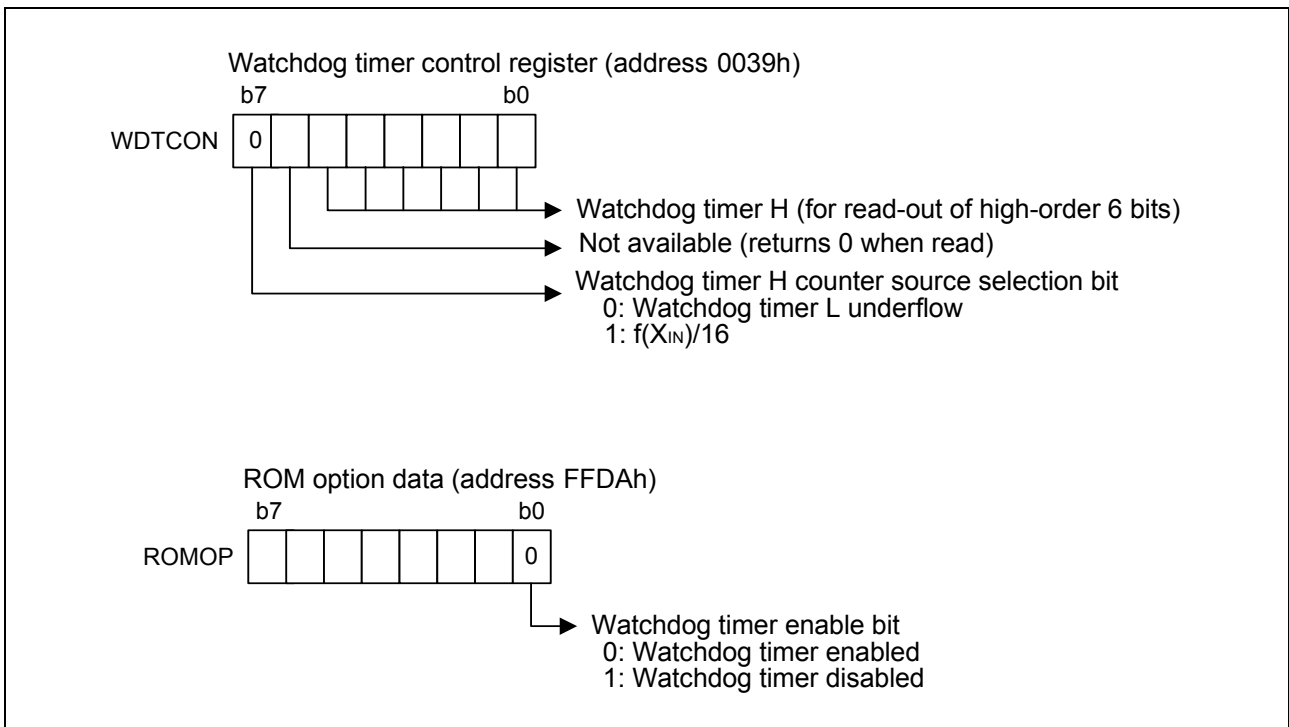 Watchdog timer control register (address 0039h)
b7 b0
WDTCON 0
Watchdog timer H (for read-out of high-order 6 bits)
Not available (returns 0 when read)
Watchdog timer H counter source selection bit
0: Watchdog timer L underflow
1: f(XIN)/16
ROM option data (address FFDAh)
b7 b0
ROMOP 0
Watchdog timer enable bit
0: Watchdog timer enabled
1: Watchdog timer disabled